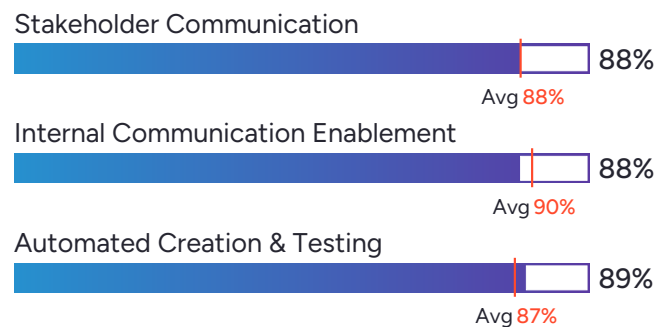 Stakeholder Communication
88%
Avg 88%
Internal Communication Enablement
88%
Avg 90%
Automated Creation & Testing
89%
Avg 87%